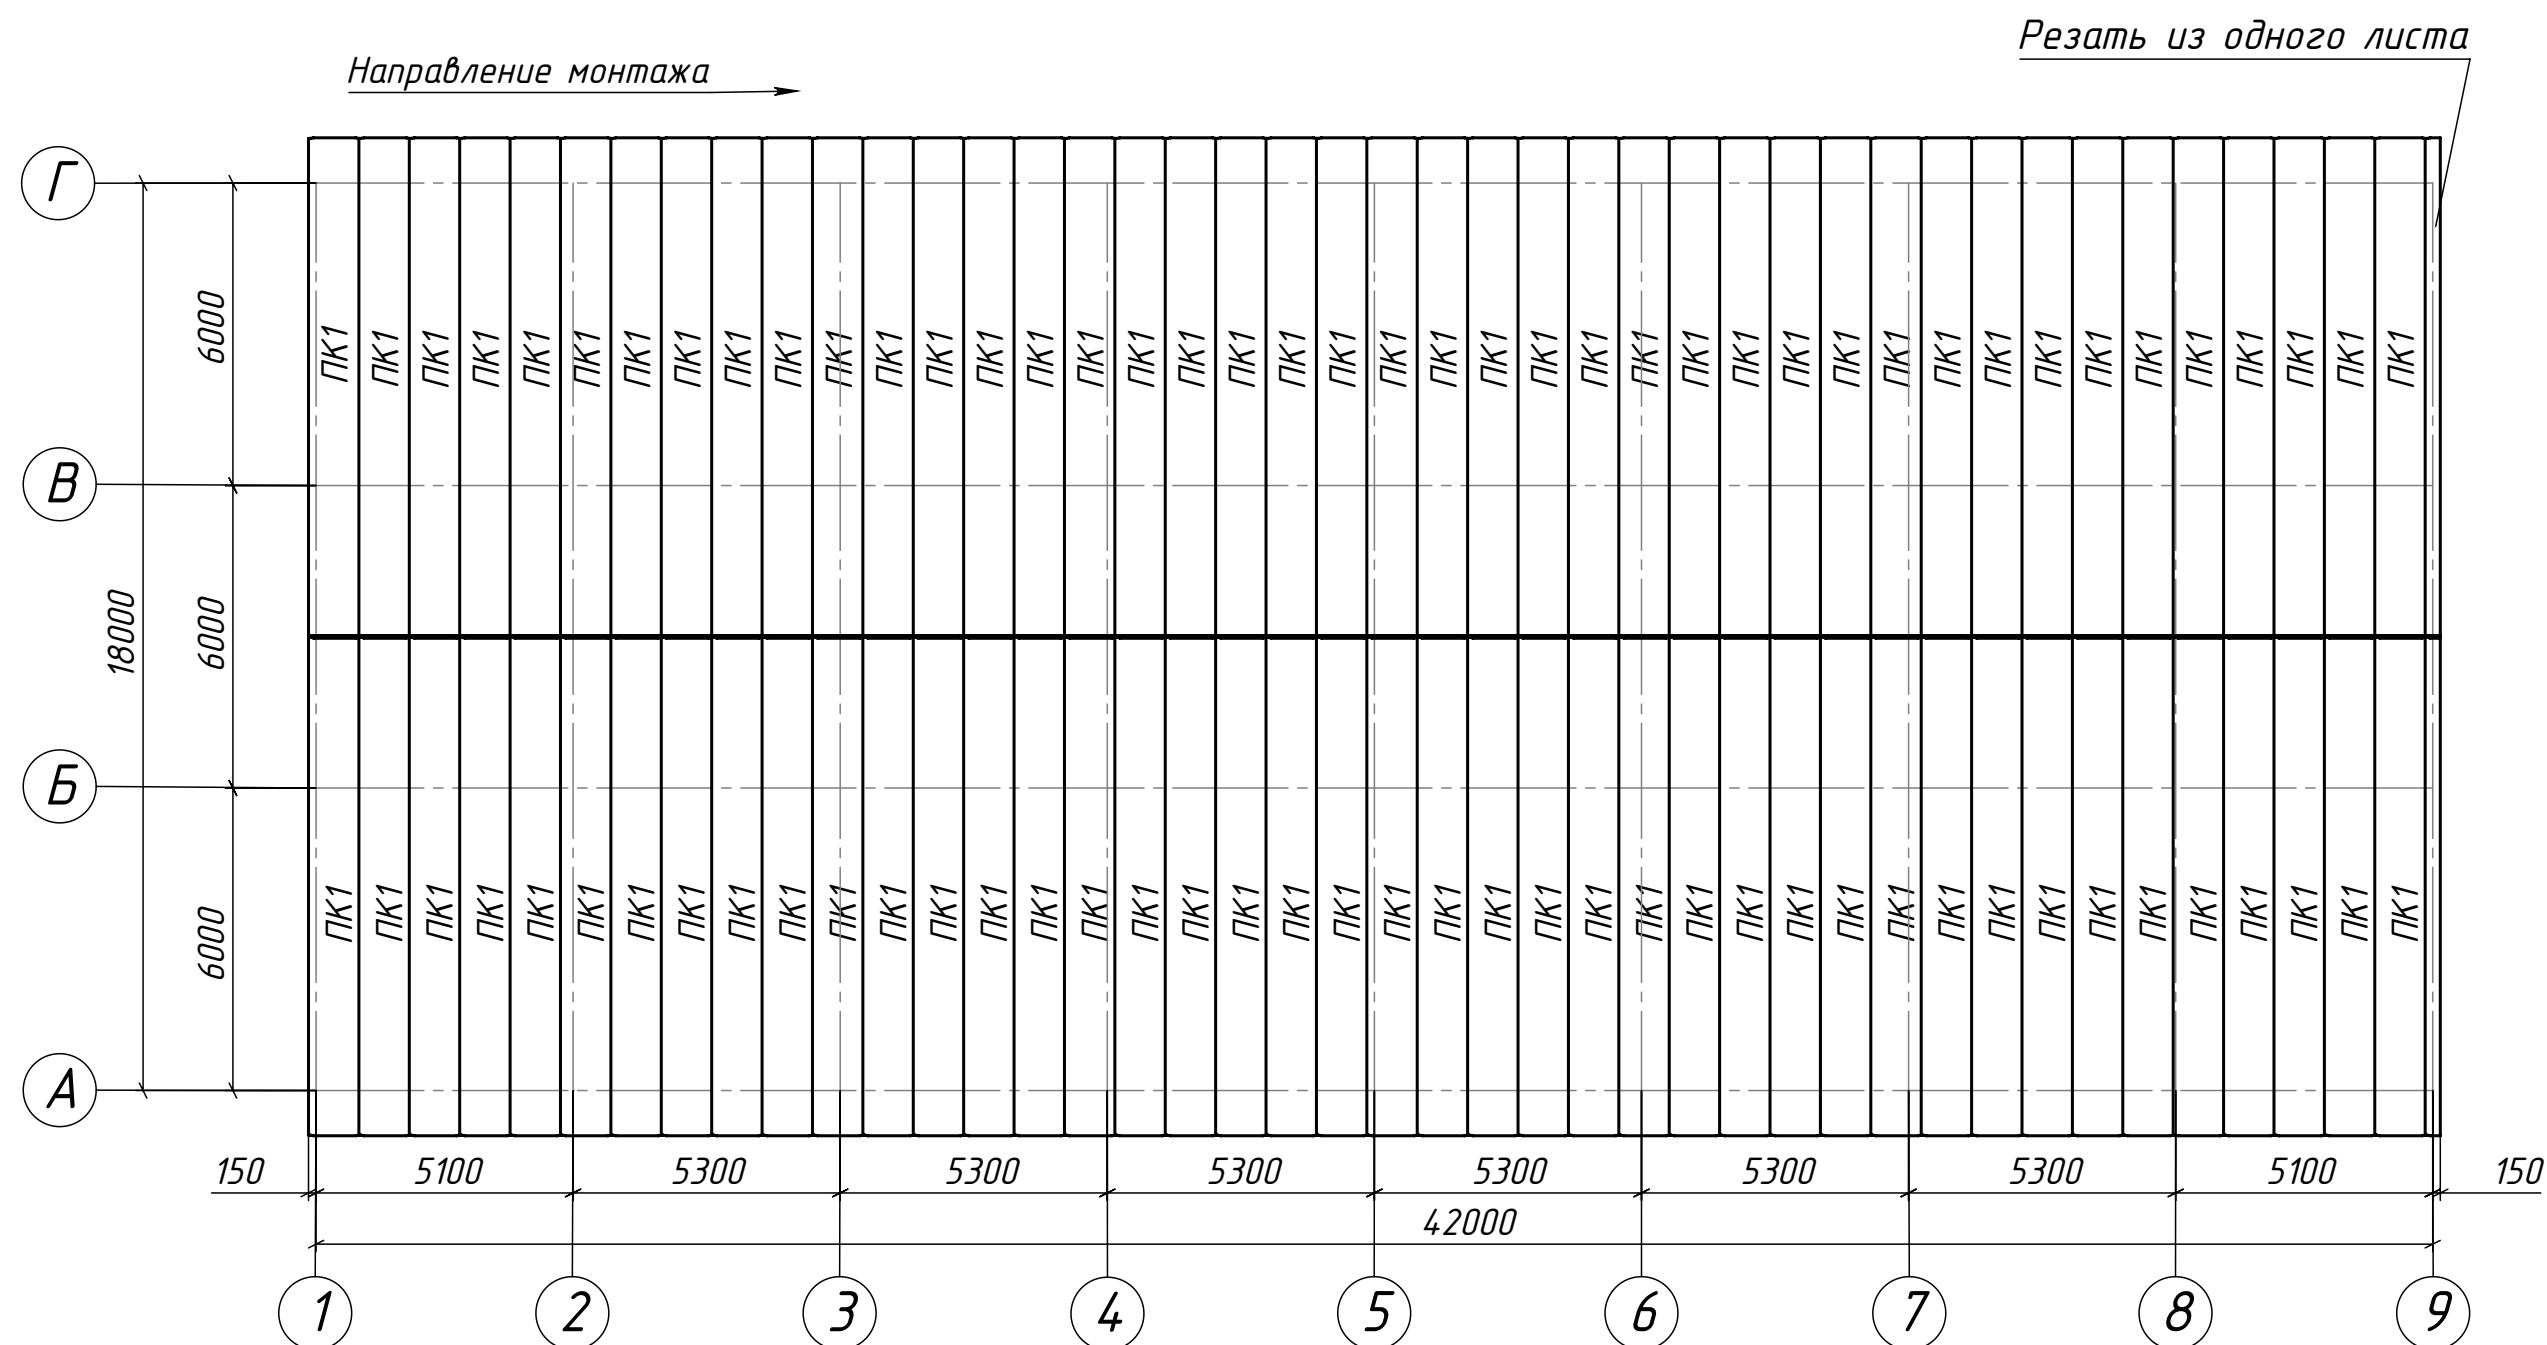 Резать из одного листа
Направление монтажа
Г
6000
ПК1 ПК1 ПК1 ПК1 ПК1 ПК1 ПК1 ПК1 ПК1 ПК1 ПК1 ПК1 ПК1 ПК1 ПК1 ПК1 ПК1 ПК1 ПК1 ПК1 ПК1 ПК1 ПК1 ПК1 ПК1 ПК1 ПК1 ПК1 ПК1 ПК1 ПК1 ПК1 ПК1 ПК1 ПК1 ПК1 ПК1 ПК1 ПК1 ПК1 ПК1 ПК1
В
18000
6000
Б
ПК1 ПК1 ПК1 ПК1 ПК1 ПК1 ПК1 ПК1 ПК1 ПК1 ПК1 ПК1 ПК1 ПК1 ПК1 ПК1 ПК1 ПК1 ПК1 ПК1 ПК1 ПК1 ПК1 ПК1 ПК1 ПК1 ПК1 ПК1 ПК1 ПК1 ПК1 ПК1 ПК1 ПК1 ПК1 ПК1 ПК1 ПК1 ПК1 ПК1 ПК1 ПК1
6000
А
150 5100 5300 5300 5300 5300 5300 5300 5100 150
42000
1 2 3 4 5 6 7 8 9